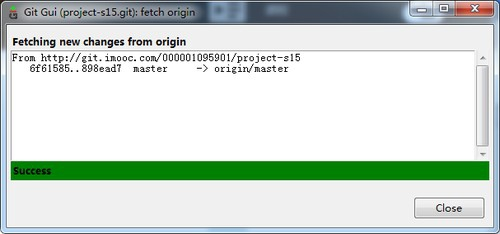 Git Gui (project-s15.git): fetch origin
Fetching new changes from origin
From http://git.imooc.com/000001095901/project-s15
6f61585..898ead7  master     -> origin/master
Success
Close